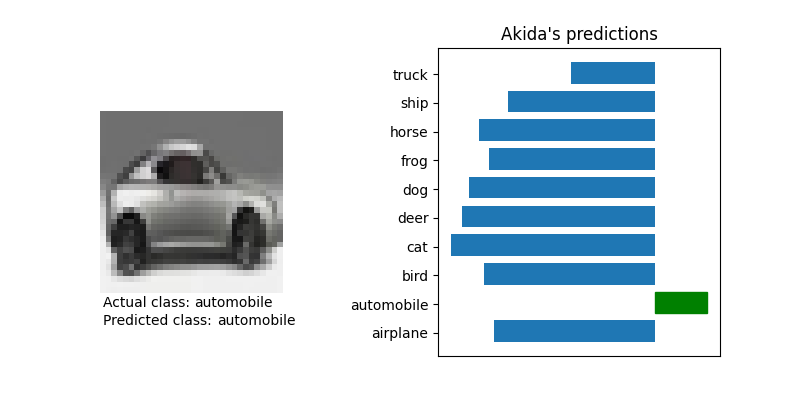 Akida's predictions
truck
ship
horse
frog
dog
deer
cat
bird
automobile
airplane
Actual class: automobile
Predicted class: automobile